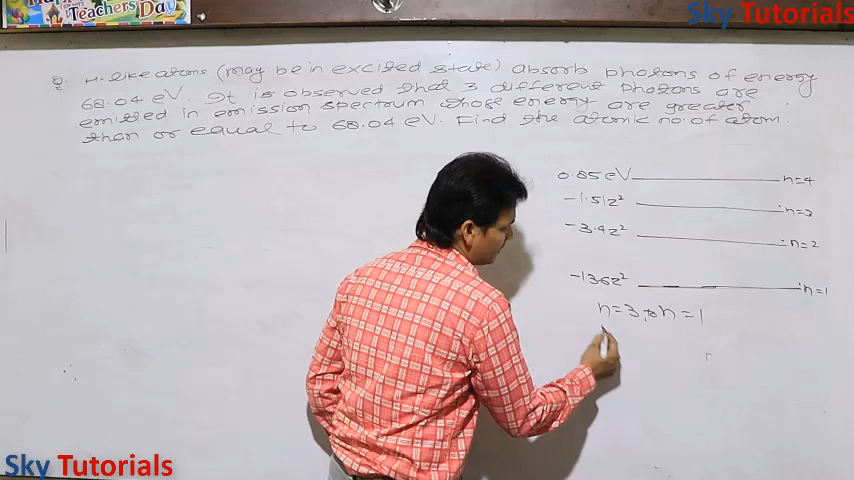 Teachers Day
Sky Tutorials
Q. H-like atoms (may be in excited state) absorb photons of energy
68.04 eV. It is observed that 3 different photons are
emitted in emission spectrum whose energy are greater
than or equal to 68.04 eV. Find the atomic no. of atom.
0.85 eV n=4
-1.51z² n=3
-3.4z² n=2
-13.6z² n=1
n=3 to n=1
Sky Tutorials